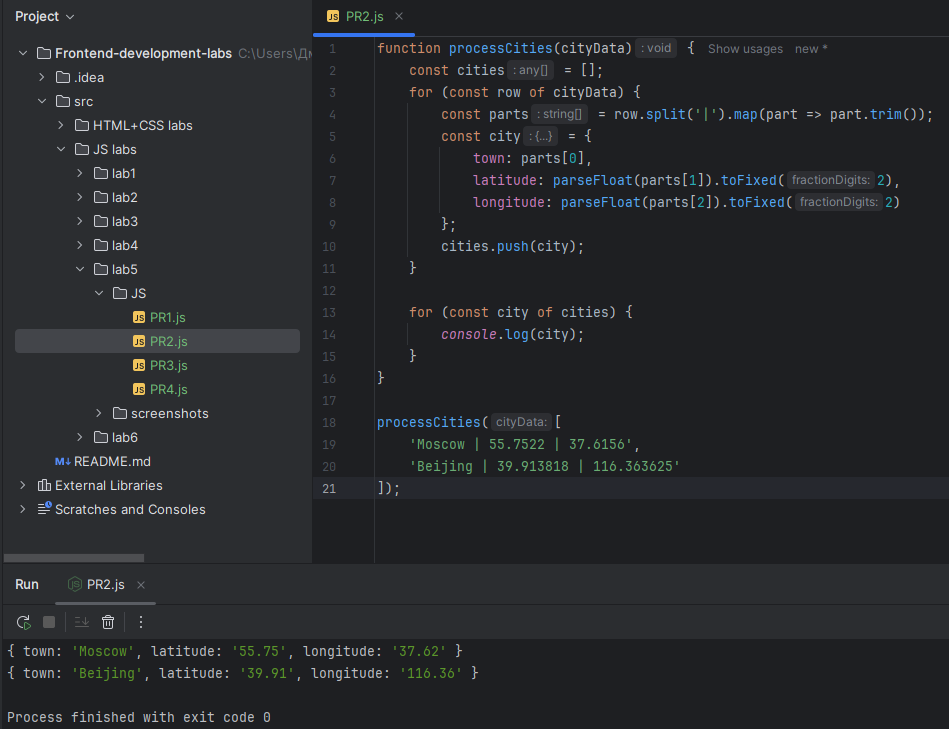 Project
Frontend-development-labs C:\Users\Дм
.idea
src
HTML+CSS labs
JS labs
lab1
lab2
lab3
lab4
lab5
JS
JS PR1.js
JS PR2.js
JS PR3.js
JS PR4.js
screenshots
lab6
M↓ README.md
External Libraries
Scratches and Consoles
JS PR2.js
1 function processCities(cityData) : void { Show usages new *
2 const cities : any[] = [];
3 for (const row of cityData) {
4 const parts : string[] = row.split('|').map(part => part.trim());
5 const city : {...} = {
6 town: parts[0],
7 latitude: parseFloat(parts[1]).toFixed( fractionDigits: 2),
8 longitude: parseFloat(parts[2]).toFixed( fractionDigits: 2)
9 };
10 cities.push(city);
11 }
12
13 for (const city of cities) {
14 console.log(city);
15 }
16 }
17
18 processCities( cityData: [
19 'Moscow | 55.7522 | 37.6156',
20 'Beijing | 39.913818 | 116.363625'
21 ]);
Run PR2.js
{ town: 'Moscow', latitude: '55.75', longitude: '37.62' }
{ town: 'Beijing', latitude: '39.91', longitude: '116.36' }
Process finished with exit code 0